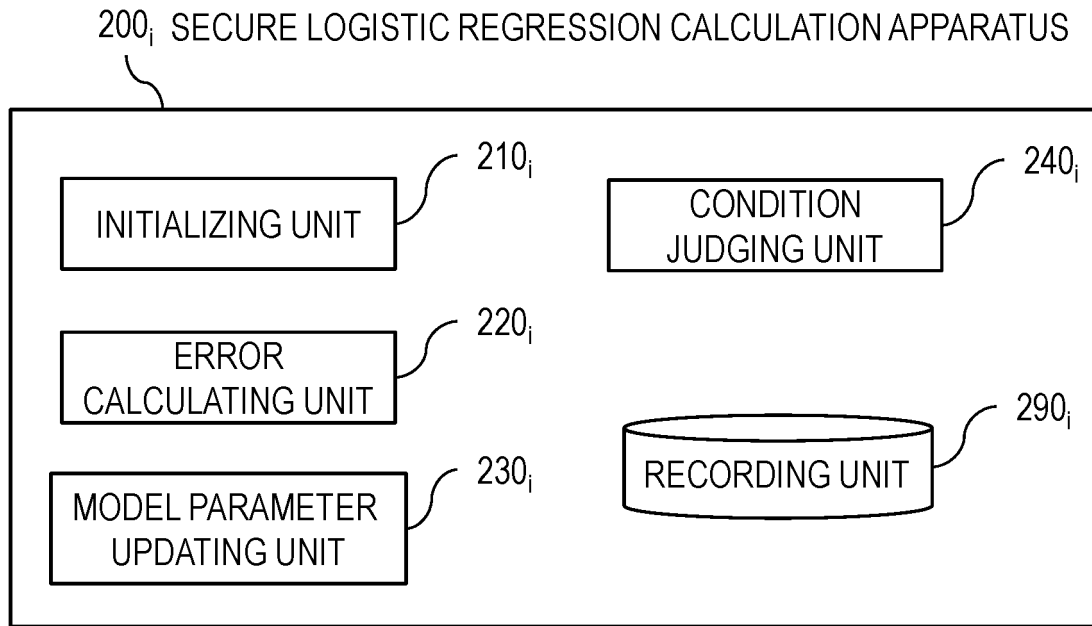 200i SECURE LOGISTIC REGRESSION CALCULATION APPARATUS
210i
INITIALIZING UNIT
240i
CONDITION
JUDGING UNIT
220i
ERROR
CALCULATING UNIT
290i
RECORDING UNIT
230i
MODEL PARAMETER
UPDATING UNIT